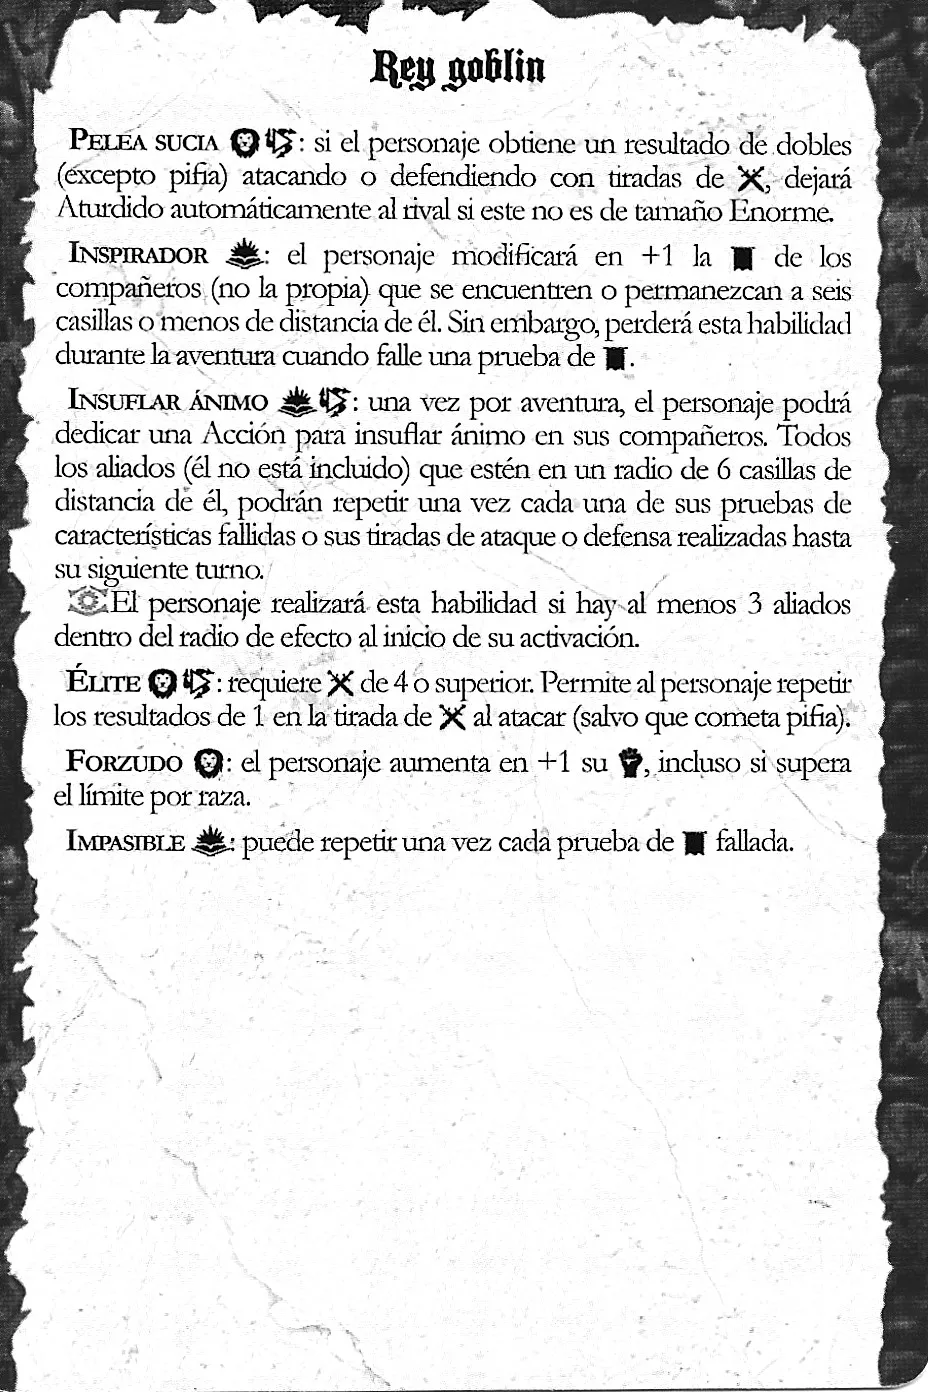 Rey goblin
PELEA SUCIA : si el personaje obtiene un resultado de dobles
(excepto pifia) atacando o defendiendo con tiradas de , dejará
Aturdido automáticamente al rival si este no es de tamaño Enorme.
INSPIRADOR : el personaje modificará en +1 la de los
compañeros (no la propia) que se encuentren o permanezcan a seis
casillas o menos de distancia de él. Sin embargo, perderá esta habilidad
durante la aventura cuando falle una prueba de .
INSUFLAR ÁNIMO : una vez por aventura, el personaje podrá
dedicar una Acción para insuflar ánimo en sus compañeros. Todos
los aliados (él no está incluido) que estén en un radio de 6 casillas de
distancia de él, podrán repetir una vez cada una de sus pruebas de
características fallidas o sus tiradas de ataque o defensa realizadas hasta
su siguiente turno.
El personaje realizará esta habilidad si hay al menos 3 aliados
dentro del radio de efecto al inicio de su activación.
ÉLITE : requiere de 4 o superior. Permite al personaje repetir
los resultados de 1 en la tirada de al atacar (salvo que cometa pifia).
FORZUDO : el personaje aumenta en +1 su , incluso si supera
el límite por raza.
IMPASIBLE : puede repetir una vez cada prueba de fallada.